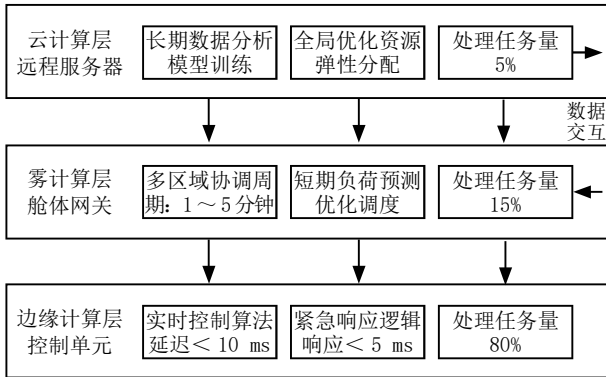 云计算层
远程服务器
长期数据分析
模型训练
全局优化资源
弹性分配
处理任务量
5%
数据
交互
雾计算层
舱体网关
多区域协调周
期：1～5分钟
短期负荷预测
优化调度
处理任务量
15%
边缘计算层
控制单元
实时控制算法
延迟＜10 ms
紧急响应逻辑
响应＜5 ms
处理任务量
80%